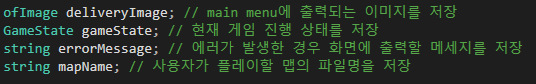 ofImage deliveryImage; // main menu에 출력되는 이미지를 저장
GameState gameState; // 현재 게임 진행 상태를 저장
string errorMessage; // 에러가 발생한 경우 화면에 출력할 메세지를 저장
string mapName; // 사용자가 플레이할 맵의 파일명을 저장